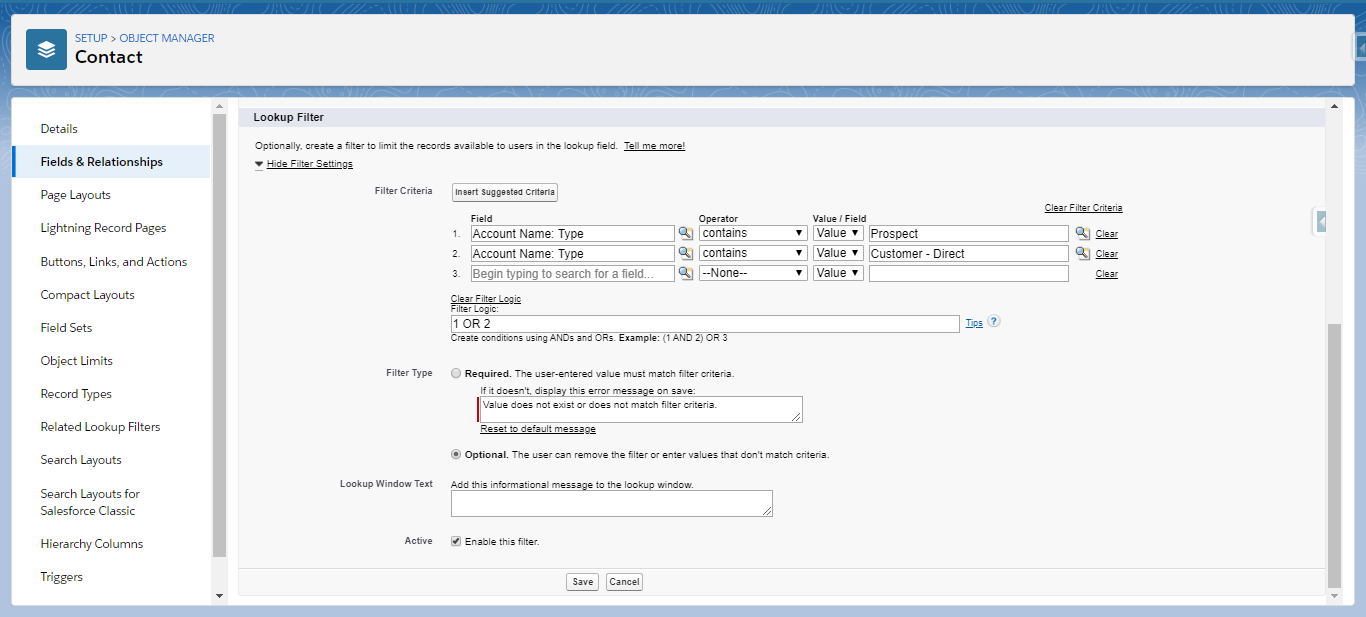 SETUP > OBJECT MANAGER
Contact
Details
Fields & Relationships
Page Layouts
Lightning Record Pages
Buttons, Links, and Actions
Compact Layouts
Field Sets
Object Limits
Record Types
Related Lookup Filters
Search Layouts
Search Layouts for
Salesforce Classic
Hierarchy Columns
Triggers
Lookup Filter
Optionally, create a filter to limit the records available to users in the lookup field. Tell me more!
Hide Filter Settings
Filter Criteria Insert Suggested Criteria
Clear Filter Criteria
Field Operator Value / Field
1. Account Name: Type contains Value Prospect Clear
2. Account Name: Type contains Value Customer - Direct Clear
3. Begin typing to search for a field... --None-- Value Clear
Clear Filter Logic
Filter Logic:
1 OR 2 Tips ?
Create conditions using ANDs and ORs. Example: (1 AND 2) OR 3
Filter Type Required. The user-entered value must match filter criteria.
If it doesn't, display this error message on save:
Value does not exist or does not match filter criteria.
Reset to default message
Optional. The user can remove the filter or enter values that don't match criteria.
Lookup Window Text Add this informational message to the lookup window.
Active Enable this filter.
Save Cancel